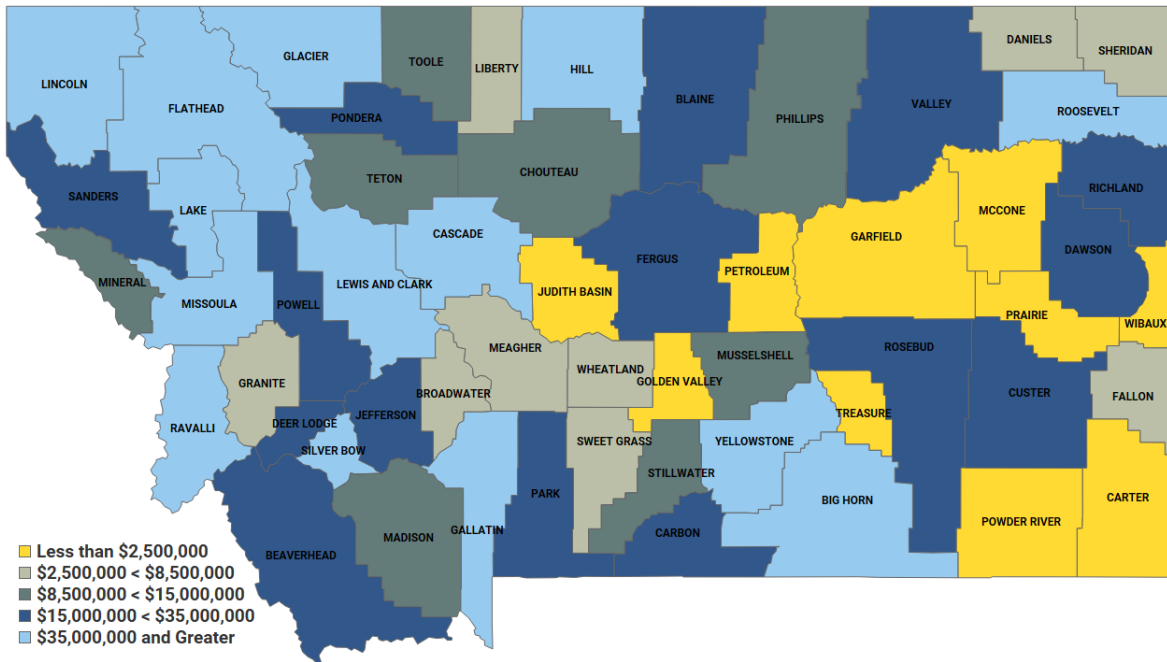 DANIELS
SHERIDAN
GLACIER
TOOLE
LIBERTY
HILL
LINCOLN
BLAINE
VALLEY
FLATHEAD
PONDERA
PHILLIPS
ROOSEVELT
TETON
CHOUTEAU
RICHLAND
SANDERS
LAKE
MCCONE
CASCADE
GARFIELD
DAWSON
FERGUS
PETROLEUM
MINERAL
LEWIS AND CLARK
JUDITH BASIN
MISSOULA
POWELL
PRAIRIE
WIBAUX
MEAGHER
MUSSELSHELL
ROSEBUD
WHEATLAND
GRANITE
GOLDEN VALLEY
BROADWATER
CUSTER
FALLON
JEFFERSON
TREASURE
RAVALLI
DEER LODGE
SWEET GRASS
YELLOWSTONE
SILVER BOW
STILLWATER
PARK
BIG HORN
CARTER
POWDER RIVER
GALLATIN
CARBON
MADISON
BEAVERHEAD
Less than $2,500,000
$2,500,000 < $8,500,000
$8,500,000 < $15,000,000
$15,000,000 < $35,000,000
$35,000,000 and Greater